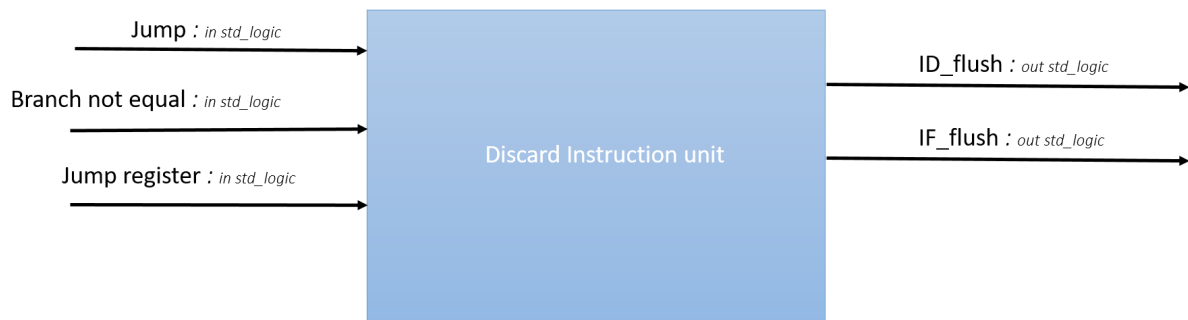 Jump : in std_logic
Branch not equal : in std_logic
Jump register : in std_logic
Discard Instruction unit
ID_flush : out std_logic
IF_flush : out std_logic